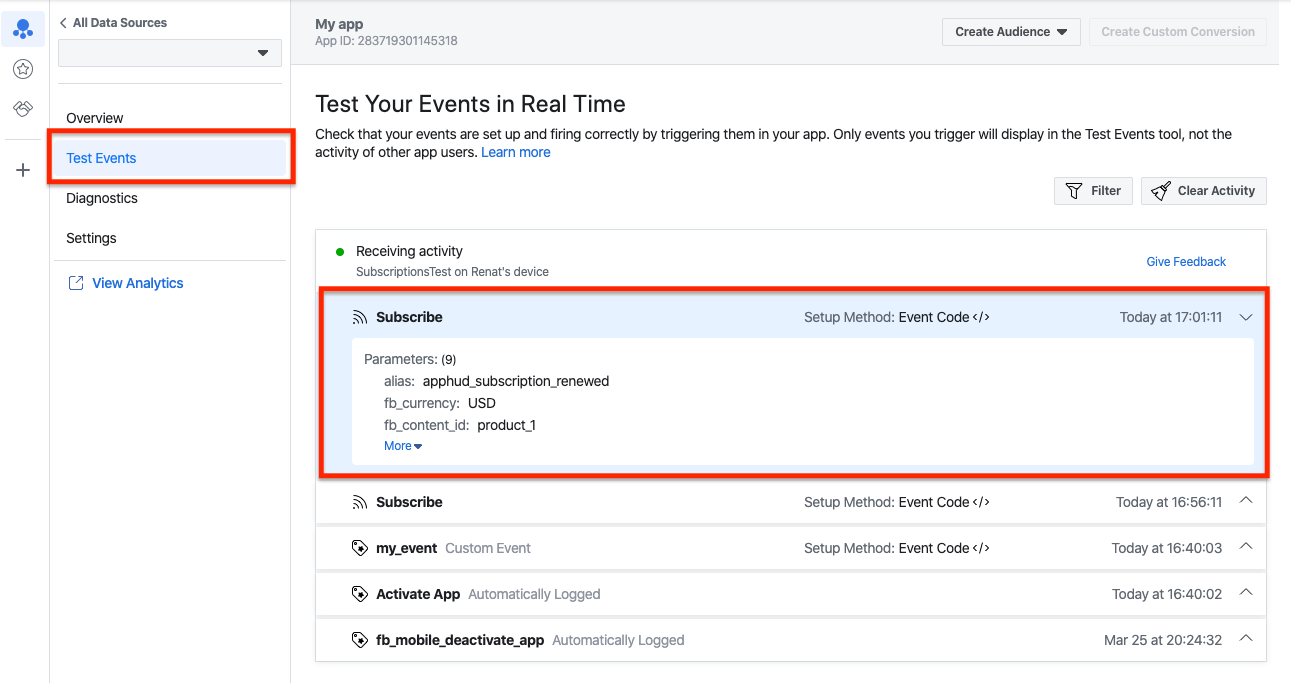 All Data Sources
Overview
Test Events
Diagnostics
Settings
View Analytics
My app
App ID: 283719301145318
Create Audience
Create Custom Conversion
Test Your Events in Real Time
Check that your events are set up and firing correctly by triggering them in your app. Only events you trigger will display in the Test Events tool, not the
activity of other app users. Learn more
Filter
Clear Activity
Receiving activity
SubscriptionsTest on Renat's device
Give Feedback
Subscribe Setup Method: Event Code </> Today at 17:01:11
Parameters: (9)
alias: apphud_subscription_renewed
fb_currency: USD
fb_content_id: product_1
More
Subscribe Setup Method: Event Code </> Today at 16:56:11
my_event Custom Event Setup Method: Event Code </> Today at 16:40:03
Activate App Automatically Logged Today at 16:40:02
fb_mobile_deactivate_app Automatically Logged Mar 25 at 20:24:32